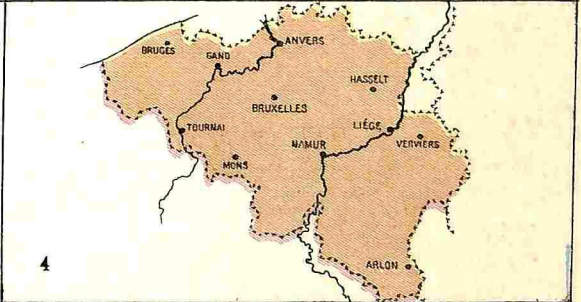 ANVERS
BRUGES
GAND
HASSELT
BRUXELLES
LIÉGE
TOURNAI
NAMUR
VERVIERS
MONS
ARLON
4